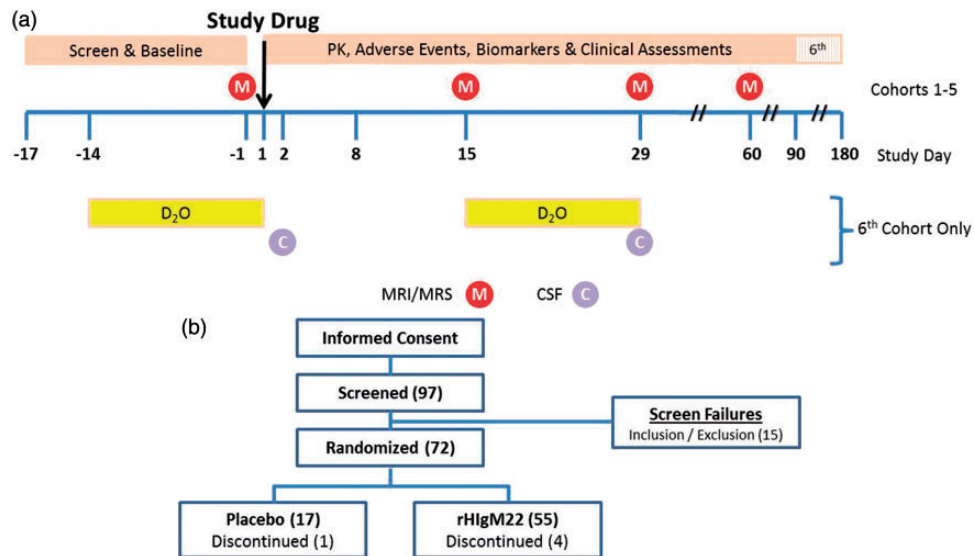 (a)
Study Drug
Screen & Baseline
PK, Adverse Events, Biomarkers & Clinical Assessments
6th
M
M
M
M
Cohorts 1-5
-17
-14
-1
1
2
8
15
29
60
90
180
Study Day
D2O
D2O
C
C
6th Cohort Only
MRI/MRS
M
CSF
C
(b)
Informed Consent
Screened (97)
Screen Failures
Inclusion / Exclusion (15)
Randomized (72)
Placebo (17)
Discontinued (1)
rHIgM22 (55)
Discontinued (4)